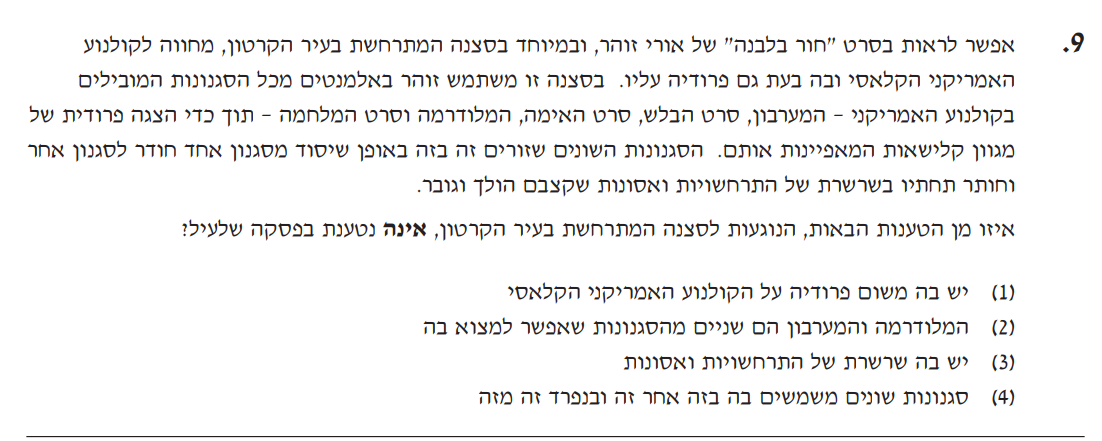 9. אפשר לראות בסרט "חור בלבנה" של אורי זוהר, ובמיוחד בסצנה המתרחשת בעיר הקרטון, מחווה לקולנוע
האמריקני הקלאסי ובה בעת גם פרודיה עליו. בסצנה זו משתמש זוהר באלמנטים מכל הסגנונות המובילים
בקולנוע האמריקני – המערבון, סרט הבלש, סרט האימה, המלודרמה וסרט המלחמה – תוך כדי הצגה פרודית של
מגוון קלישאות המאפיינות אותם. הסגנונות השונים שזורים זה בזה באופן שיסוד מסגנון אחד חודר לסגנון אחר
וחותר תחתיו בשרשרת של התרחשויות ואסונות שקצבם הולך וגובר.
איזו מן הטענות הבאות, הנוגעות לסצנה המתרחשת בעיר הקרטון, אינה נטענת בפסקה שלעיל?
(1) יש בה משום פרודיה על הקולנוע האמריקני הקלאסי
(2) המלודרמה והמערבון הם שניים מהסגנונות שאפשר למצוא בה
(3) יש בה שרשרת של התרחשויות ואסונות
(4) סגנונות שונים משמשים בה בזה אחר זה ובנפרד זה מזה